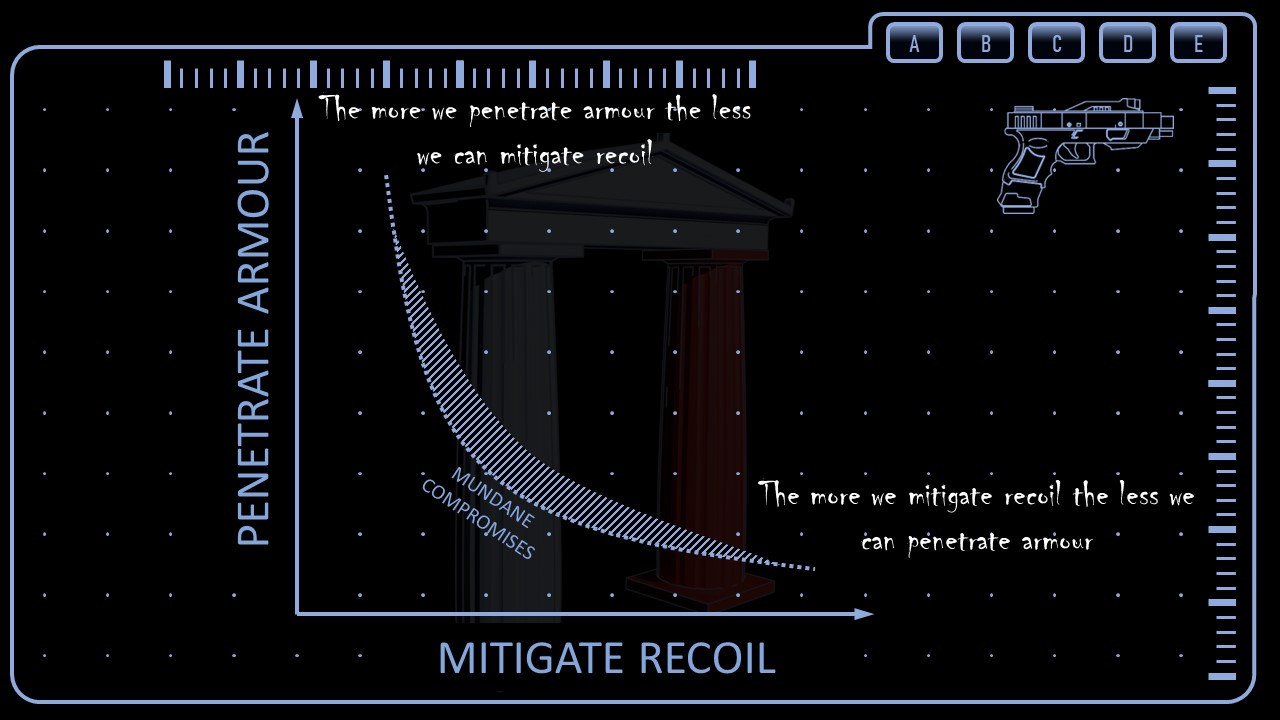 A B C D E
The more we penetrate armour the less
we can mitigate recoil
PENETRATE ARMOUR
MUNDANE
COMPROMISES
The more we mitigate recoil the less we
can penetrate armour
MITIGATE RECOIL